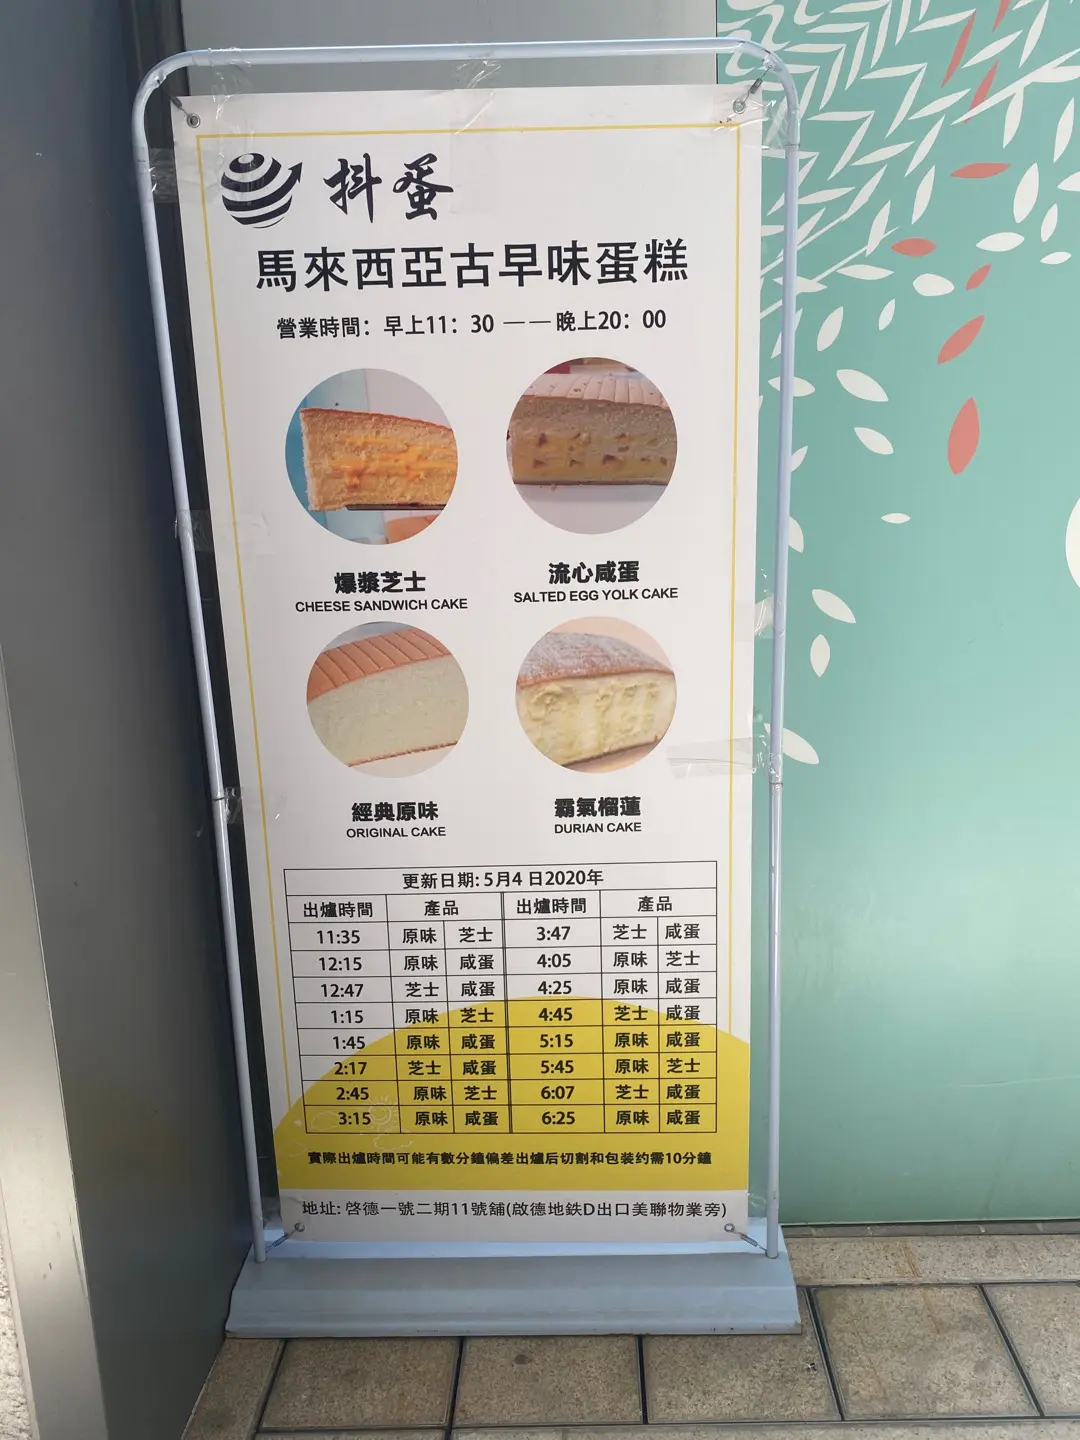 抖蛋
馬來西亞古早味蛋糕
營業時間：早上11：30 ——晚上20：00
爆漿芝士
CHEESE SANDWICH CAKE
流心咸蛋
SALTED EGG YOLK CAKE
經典原味
ORIGINAL CAKE
霸氣榴蓮
DURIAN CAKE
更新日期: 5月4 日2020年
出爐時間 產品 出爐時間 產品
11:35 原味 芝士 3:47 芝士 咸蛋
12:15 原味 咸蛋 4:05 原味 芝士
12:47 芝士 咸蛋 4:25 原味 咸蛋
1:15 原味 芝士 4:45 芝士 咸蛋
1:45 原味 咸蛋 5:15 原味 咸蛋
2:17 芝士 咸蛋 5:45 原味 芝士
2:45 原味 芝士 6:07 芝士 咸蛋
3:15 原味 咸蛋 6:25 原味 咸蛋
實際出爐時間可能有數分鐘偏差出爐后切割和包装约需10分鐘
地址: 啓德一號二期11號舖(啟德地鉄D出口美聯物業旁)